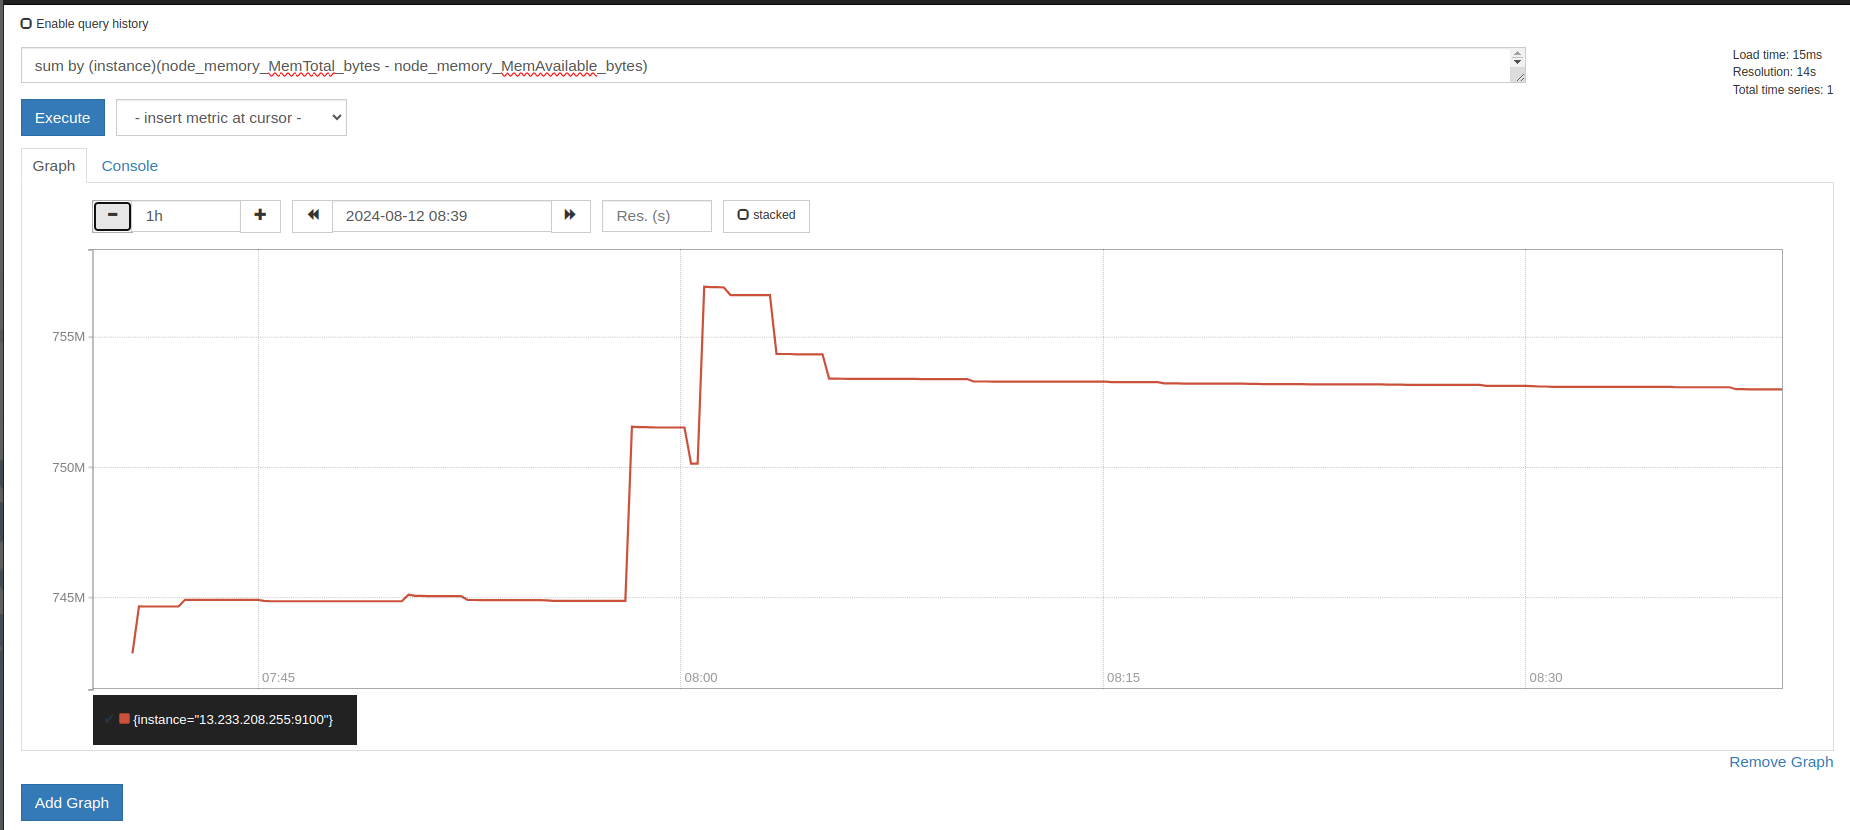 Enable query history
sum by (instance)(node_memory_MemTotal_bytes - node_memory_MemAvailable_bytes)
Load time: 15ms
Resolution: 14s
Total time series: 1
Execute
- insert metric at cursor -
Graph
Console
1h
2024-08-12 08:39
Res. (s)
stacked
755M
750M
745M
07:45
08:00
08:15
08:30
{instance="13.233.208.255:9100"}
Remove Graph
Add Graph